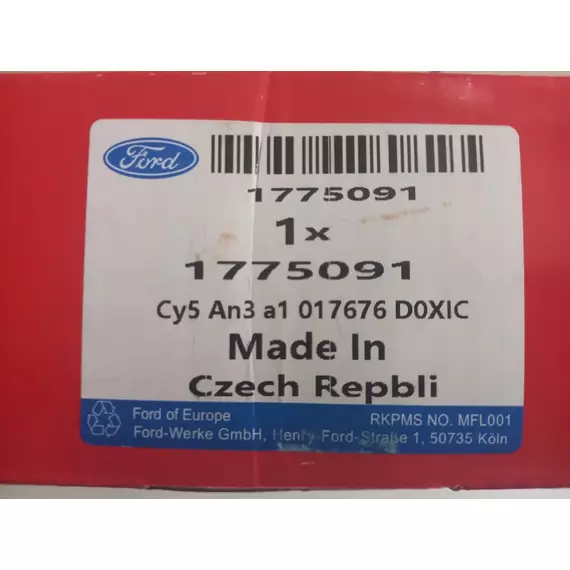 Ford
1775091
1x
1775091
Cy5 An3 a1 017676 D0XIC
Made In
Czech Repbli
Ford of Europe
RKPMS NO. MFL001
Ford-Werke GmbH, Henry-Ford-Straße 1, 50735 Köln